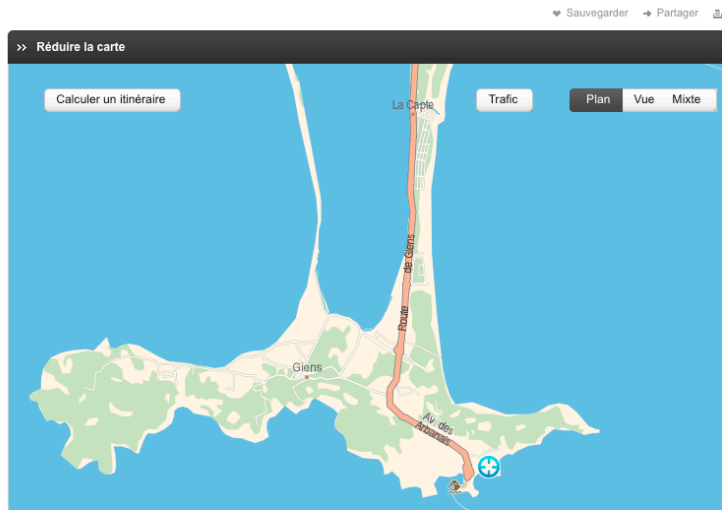 Sauvegarder
Partager
Réduire la carte
Calculer un itinéraire
Trafic
Plan
Vue
Mixte
La Capte
Route de Giens
Giens
Av. des
Arbanais